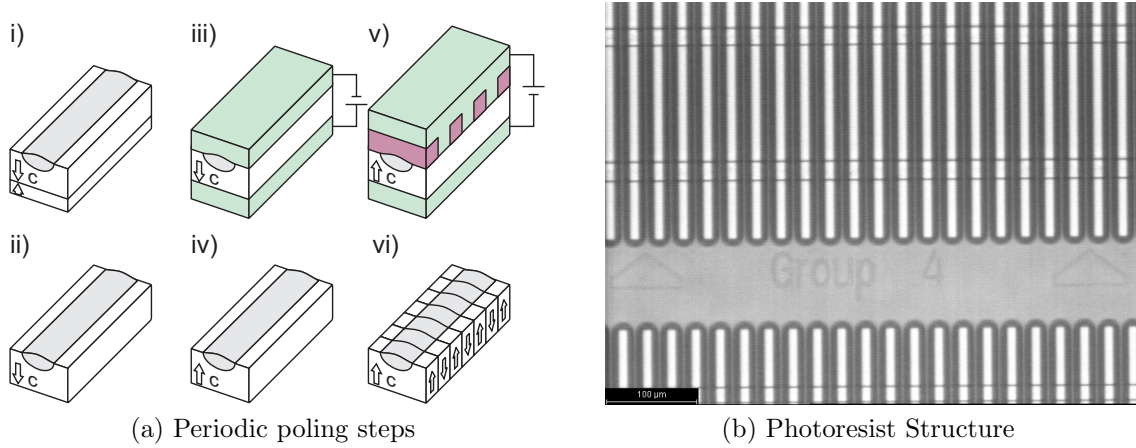 i)
iii)
v)
c
c
c
ii)
iv)
vi)
c
c
c
Group 4
100 µm
(a) Periodic poling steps
(b) Photoresist Structure